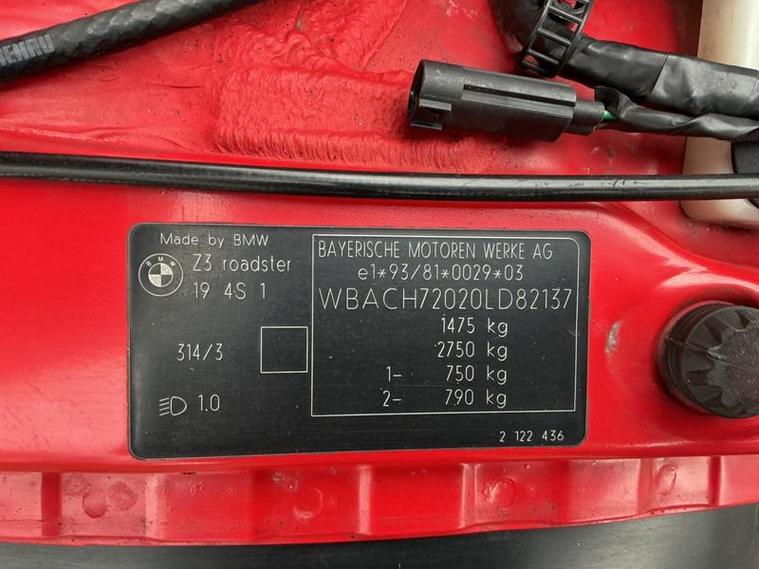 Made by BMW
BMW
Z3 roadster
19 4S 1
314/3
1.0
BAYERISCHE MOTOREN WERKE AG
e1*93/81*0029*03
WBACH72020LD82137
1475 kg
2750 kg
1- 750 kg
2- 790 kg
2 122 436